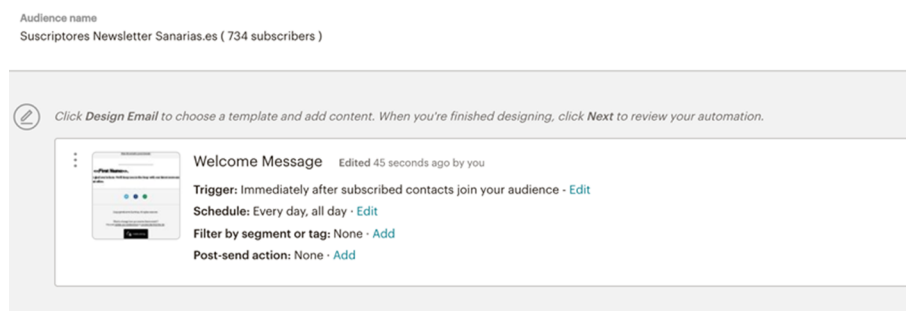 Audience name
Suscriptores Newsletter Sanarias.es ( 734 subscribers )
Click Design Email to choose a template and add content. When you're finished designing, click Next to review your automation.
Welcome Message Edited 45 seconds ago by you
Trigger: Immediately after subscribed contacts join your audience - Edit
Schedule: Every day, all day · Edit
Filter by segment or tag: None · Add
Post-send action: None · Add